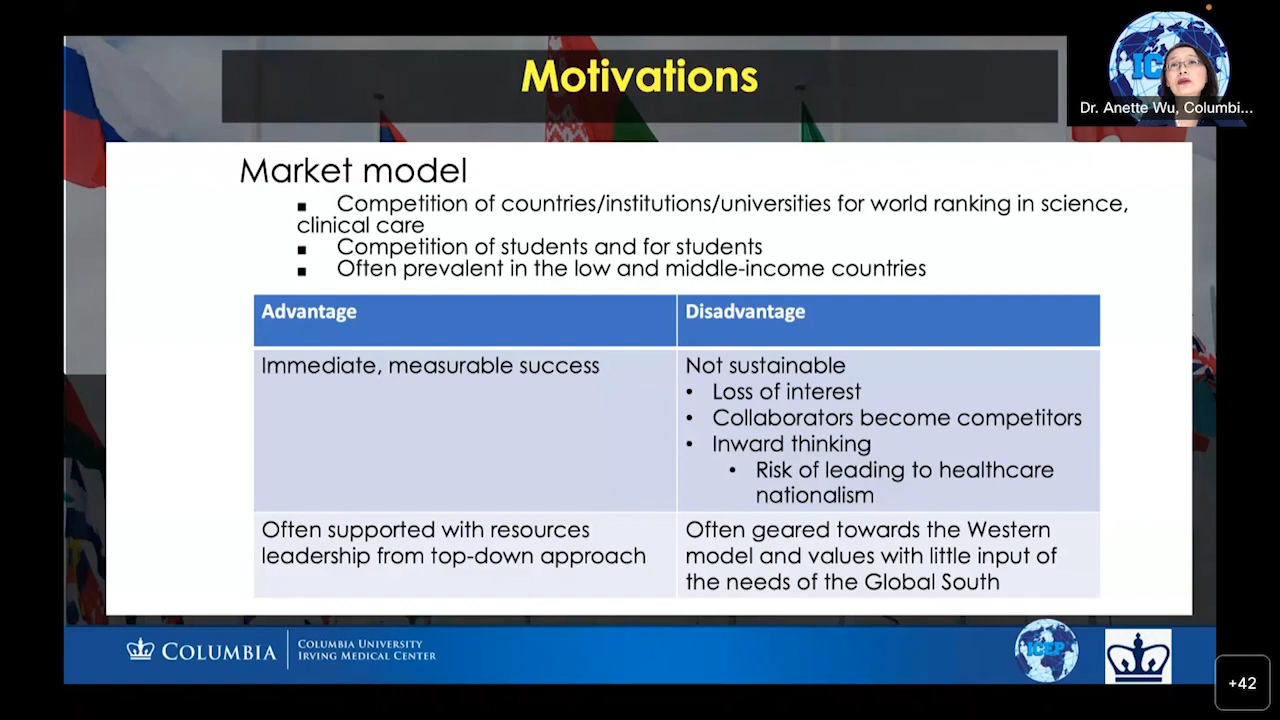 Motivations
Dr. Anette Wu, Columbi...
Market model
▪ Competition of countries/institutions/universities for world ranking in science,
clinical care
▪ Competition of students and for students
▪ Often prevalent in the low and middle-income countries
Advantage
Disadvantage
Immediate, measurable success
Not sustainable
• Loss of interest
• Collaborators become competitors
• Inward thinking
• Risk of leading to healthcare
nationalism
Often supported with resources
leadership from top-down approach
Often geared towards the Western
model and values with little input of
the needs of the Global South
COLUMBIA
COLUMBIA UNIVERSITY
IRVING MEDICAL CENTER
ICEP
+42